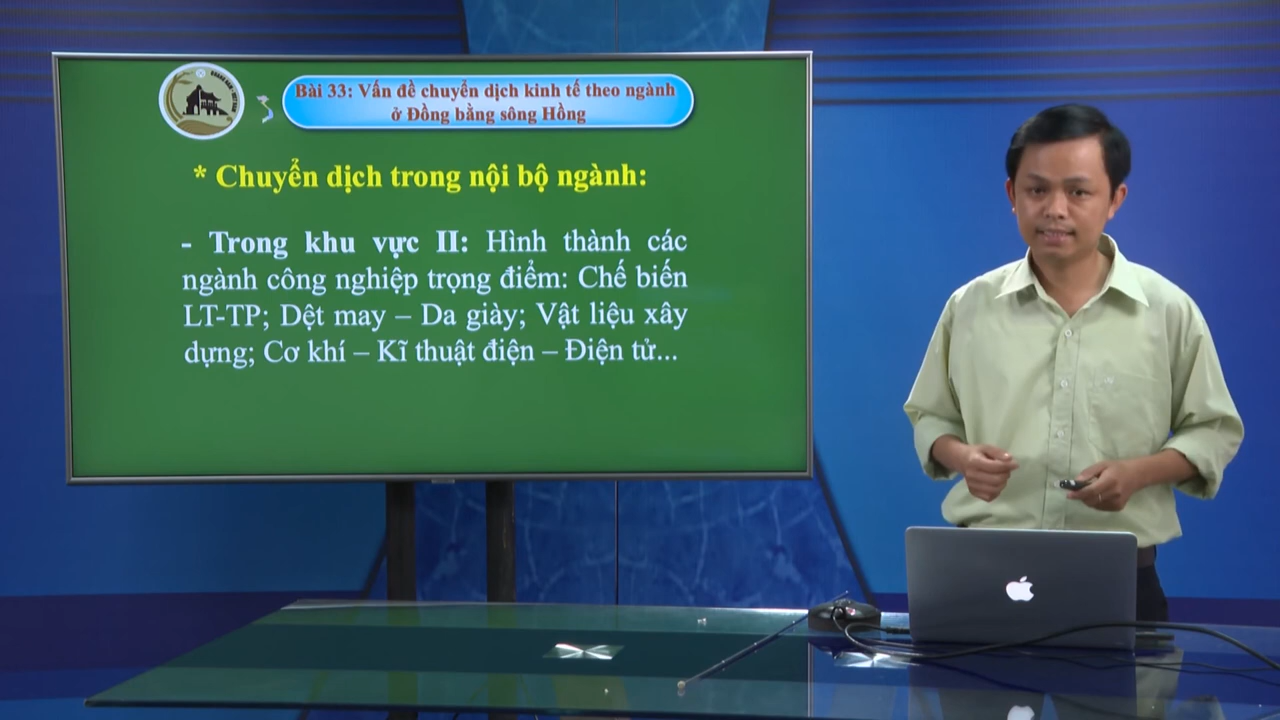 Bài 33: Vấn đề chuyển dịch kinh tế theo ngành
ở Đồng bằng sông Hồng
* Chuyển dịch trong nội bộ ngành:
- Trong khu vực II: Hình thành các
ngành công nghiệp trọng điểm: Chế biến
LT-TP; Dệt may – Da giày; Vật liệu xây
dựng; Cơ khí – Kĩ thuật điện – Điện tử...